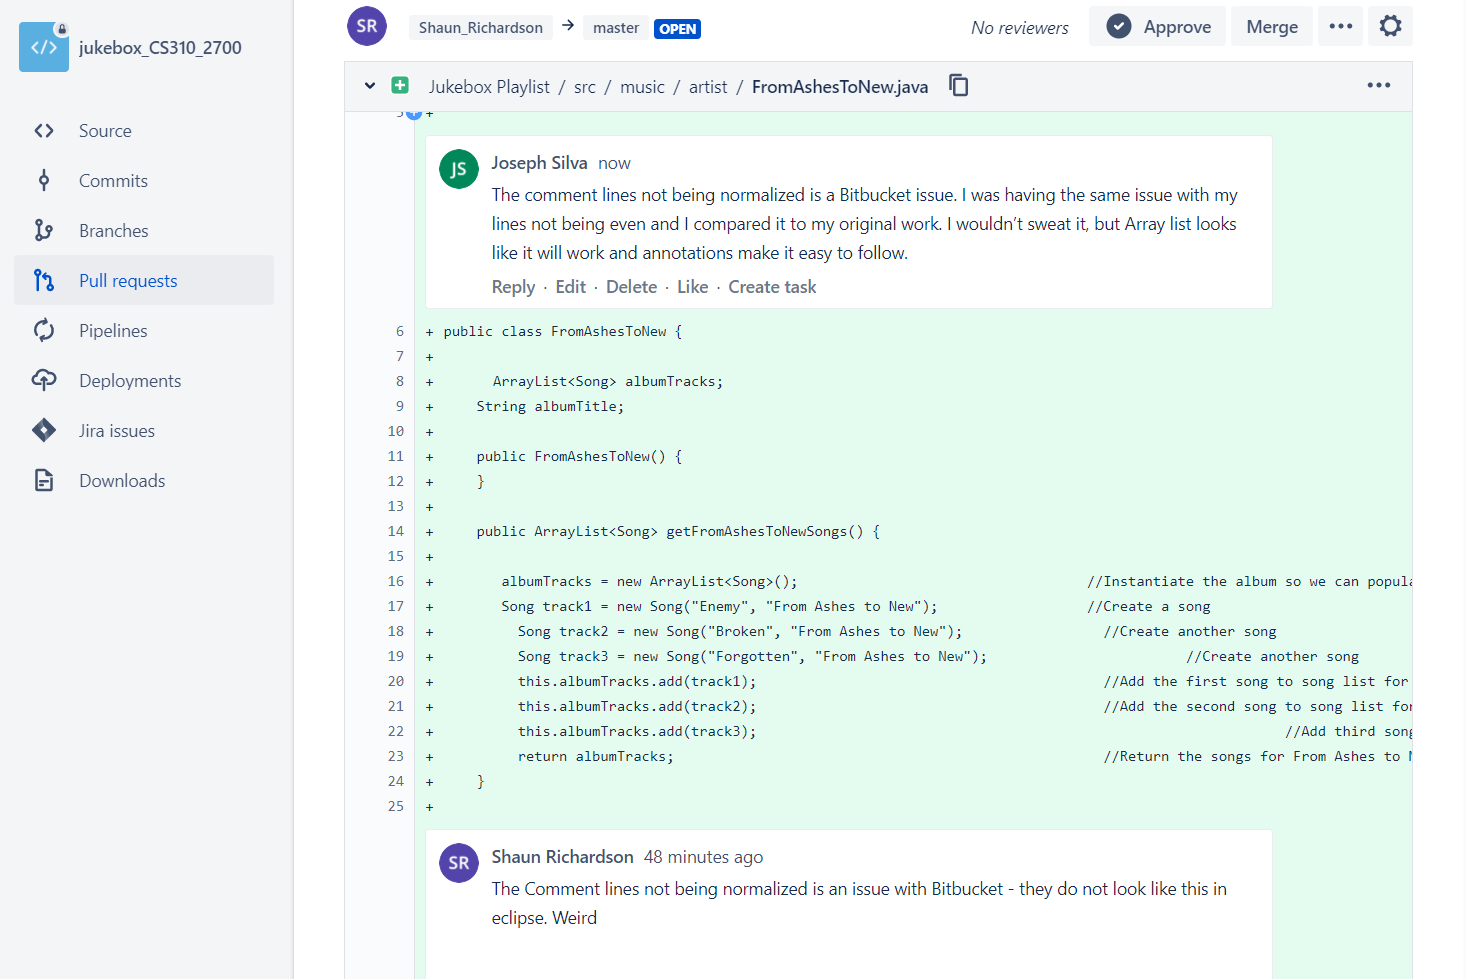 jukebox_CS310_2700
Source
Commits
Branches
Pull requests
Pipelines
Deployments
Jira issues
Downloads
SR Shaun_Richardson → master OPEN No reviewers Approve Merge
Jukebox Playlist / src / music / artist / FromAshesToNew.java
5 +
JS Joseph Silva now
The comment lines not being normalized is a Bitbucket issue. I was having the same issue with my
lines not being even and I compared it to my original work. I wouldn’t sweat it, but Array list looks
like it will work and annotations make it easy to follow.
Reply · Edit · Delete · Like · Create task
6 + public class FromAshesToNew {
7 +
8 + ArrayList<Song> albumTracks;
9 + String albumTitle;
10 +
11 + public FromAshesToNew() {
12 + }
13 +
14 + public ArrayList<Song> getFromAshesToNewSongs() {
15 +
16 + albumTracks = new ArrayList<Song>(); //Instantiate the album so we can popul
17 + Song track1 = new Song("Enemy", "From Ashes to New"); //Create a song
18 + Song track2 = new Song("Broken", "From Ashes to New"); //Create another song
19 + Song track3 = new Song("Forgotten", "From Ashes to New"); //Create another song
20 + this.albumTracks.add(track1); //Add the first song to song list for
21 + this.albumTracks.add(track2); //Add the second song to song list for
22 + this.albumTracks.add(track3); //Add third song
23 + return albumTracks; //Return the songs for From Ashes to
24 + }
25 +
SR Shaun Richardson 48 minutes ago
The Comment lines not being normalized is an issue with Bitbucket - they do not look like this in
eclipse. Weird